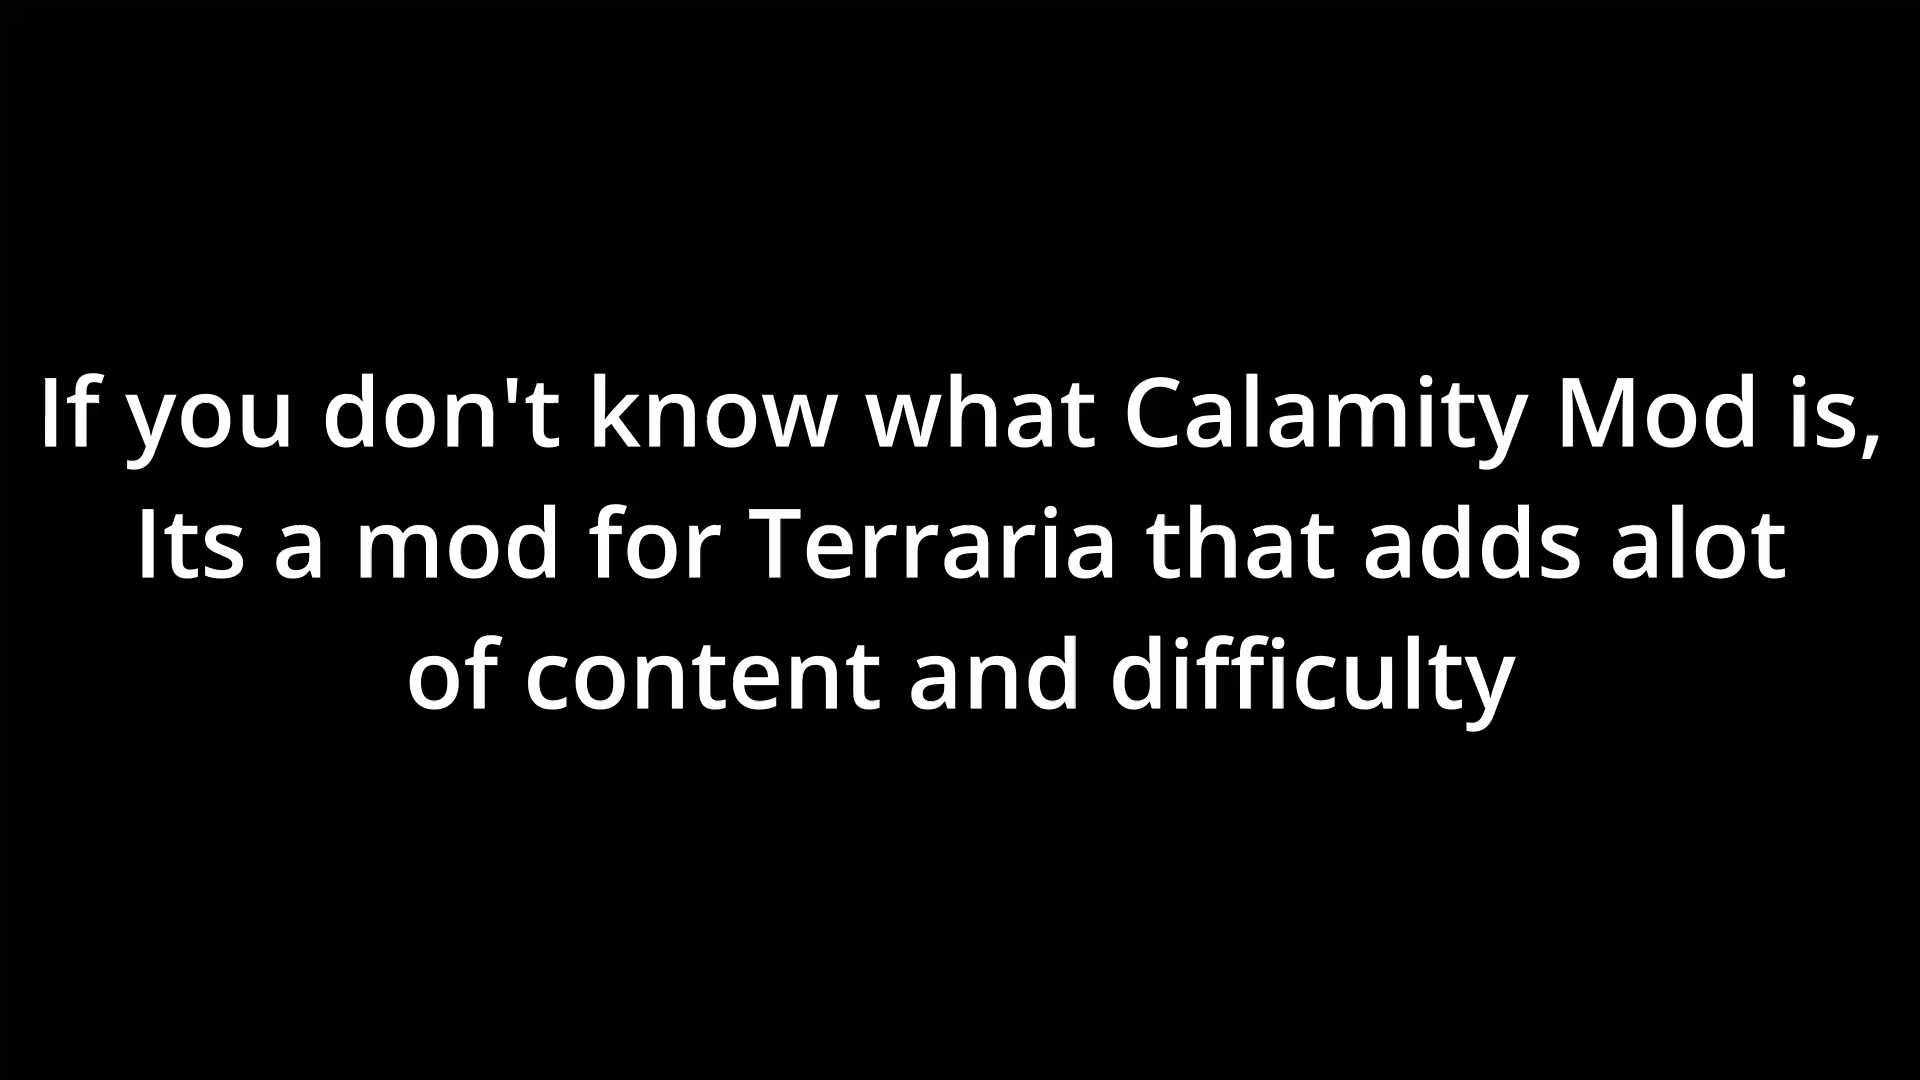 If you don't know what Calamity Mod is,
Its a mod for Terraria that adds alot
of content and difficulty